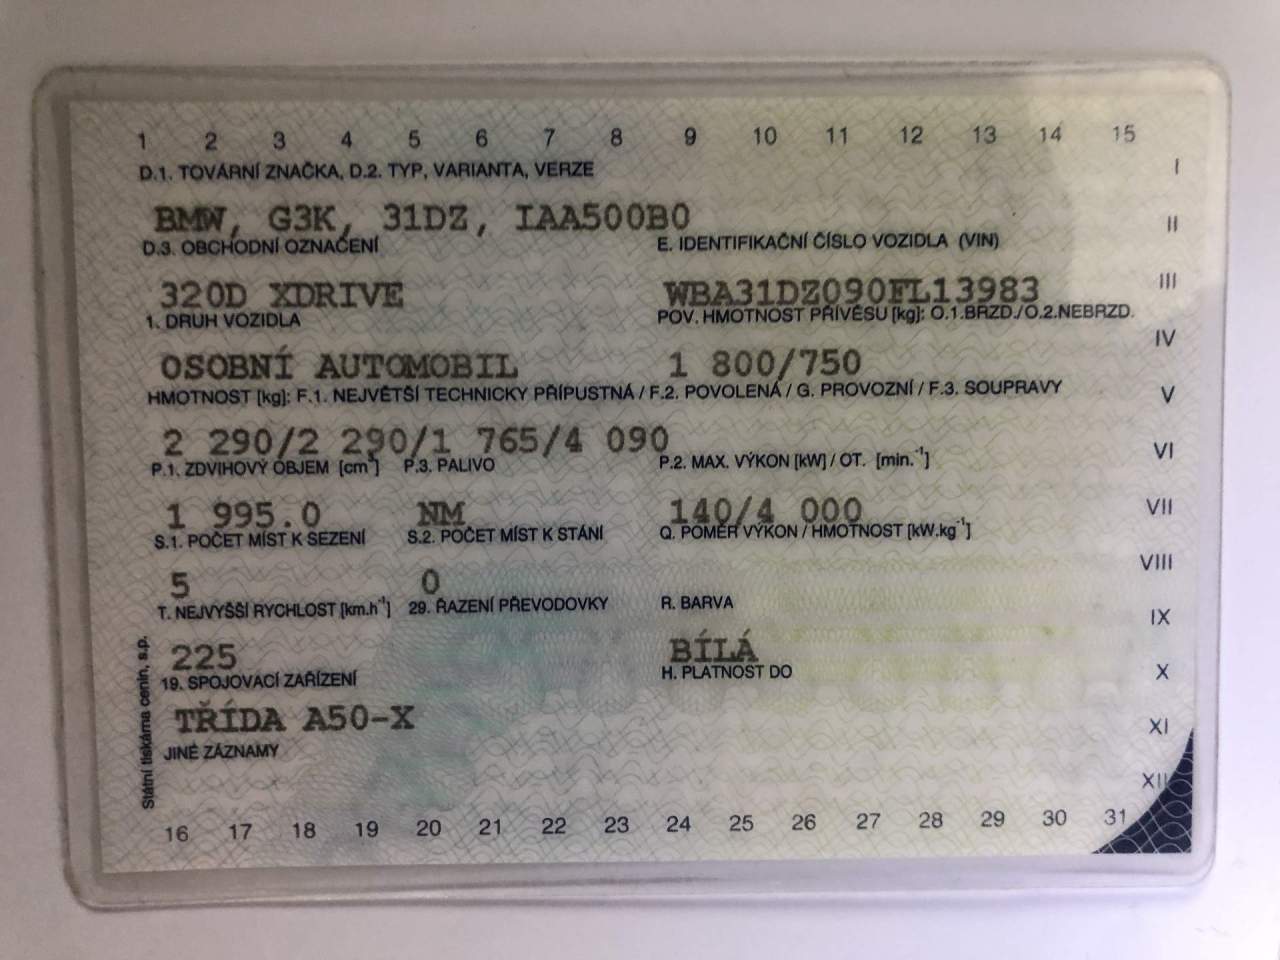 1 2 3 4 5 6 7 8 9 10 11 12 13 14 15
D.1. TOVÁRNÍ ZNAČKA, D.2. TYP, VARIANTA, VERZE I
BMW, G3K, 31DZ, IAA500B0 II
D.3. OBCHODNÍ OZNAČENÍ E. IDENTIFIKAČNÍ ČÍSLO VOZIDLA (VIN)
320D XDRIVE WBA31DZ090FL13983 III
1. DRUH VOZIDLA POV. HMOTNOST PŘÍVĚSU [kg]: O.1.BRZD./O.2.NEBRZD.
OSOBNÍ AUTOMOBIL 1 800/750 IV
HMOTNOST [kg]: F.1. NEJVĚTŠÍ TECHNICKY PŘÍPUSTNÁ / F.2. POVOLENÁ / G. PROVOZNÍ / F.3. SOUPRAVY V
2 290/2 290/1 765/4 090 VI
P.1. ZDVIHOVÝ OBJEM [cm³] P.3. PALIVO P.2. MAX. VÝKON [kW] / OT. [min.⁻¹]
1 995.0 NM 140/4 000 VII
S.1. POČET MÍST K SEZENÍ S.2. POČET MÍST K STÁNÍ Q. POMĚR VÝKON / HMOTNOST [kW.kg⁻¹]
5 0 VIII
T. NEJVYŠŠÍ RYCHLOST [km.h⁻¹] 29. ŘAZENÍ PŘEVODOVKY R. BARVA IX
225 BÍLÁ
19. SPOJOVACÍ ZAŘÍZENÍ H. PLATNOST DO X
TŘÍDA A50-X XI
JINÉ ZÁZNAMY
XII
Státní tiskárna cenin, s.p.
16 17 18 19 20 21 22 23 24 25 26 27 28 29 30 31